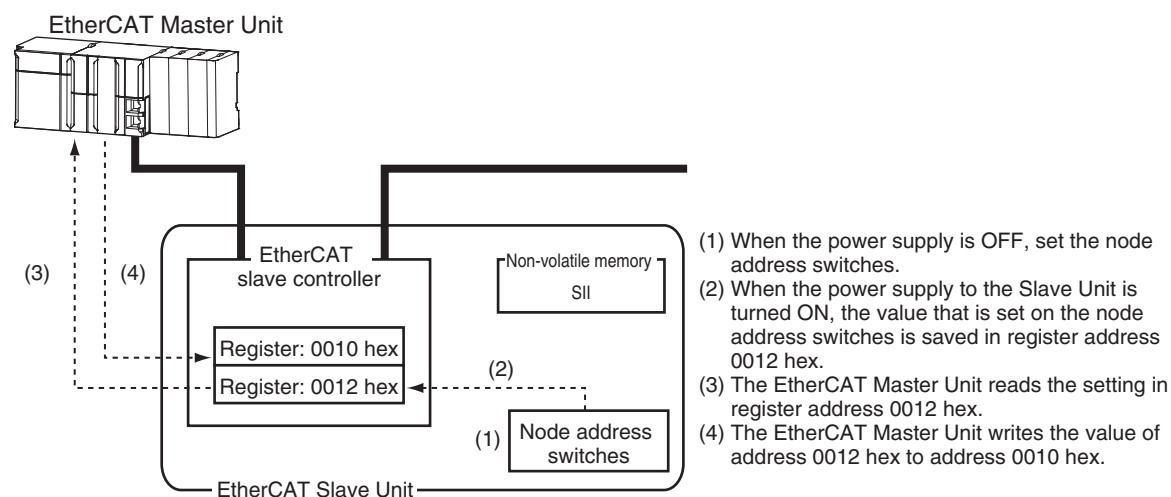 EtherCAT Master Unit
(3)
(4)
EtherCAT
slave controller
Register: 0010 hex
Register: 0012 hex
Non-volatile memory
SII
(2)
(1)
Node address
switches
EtherCAT Slave Unit
(1) When the power supply is OFF, set the node
address switches.
(2) When the power supply to the Slave Unit is
turned ON, the value that is set on the node
address switches is saved in register address
0012 hex.
(3) The EtherCAT Master Unit reads the setting in
register address 0012 hex.
(4) The EtherCAT Master Unit writes the value of
address 0012 hex to address 0010 hex.